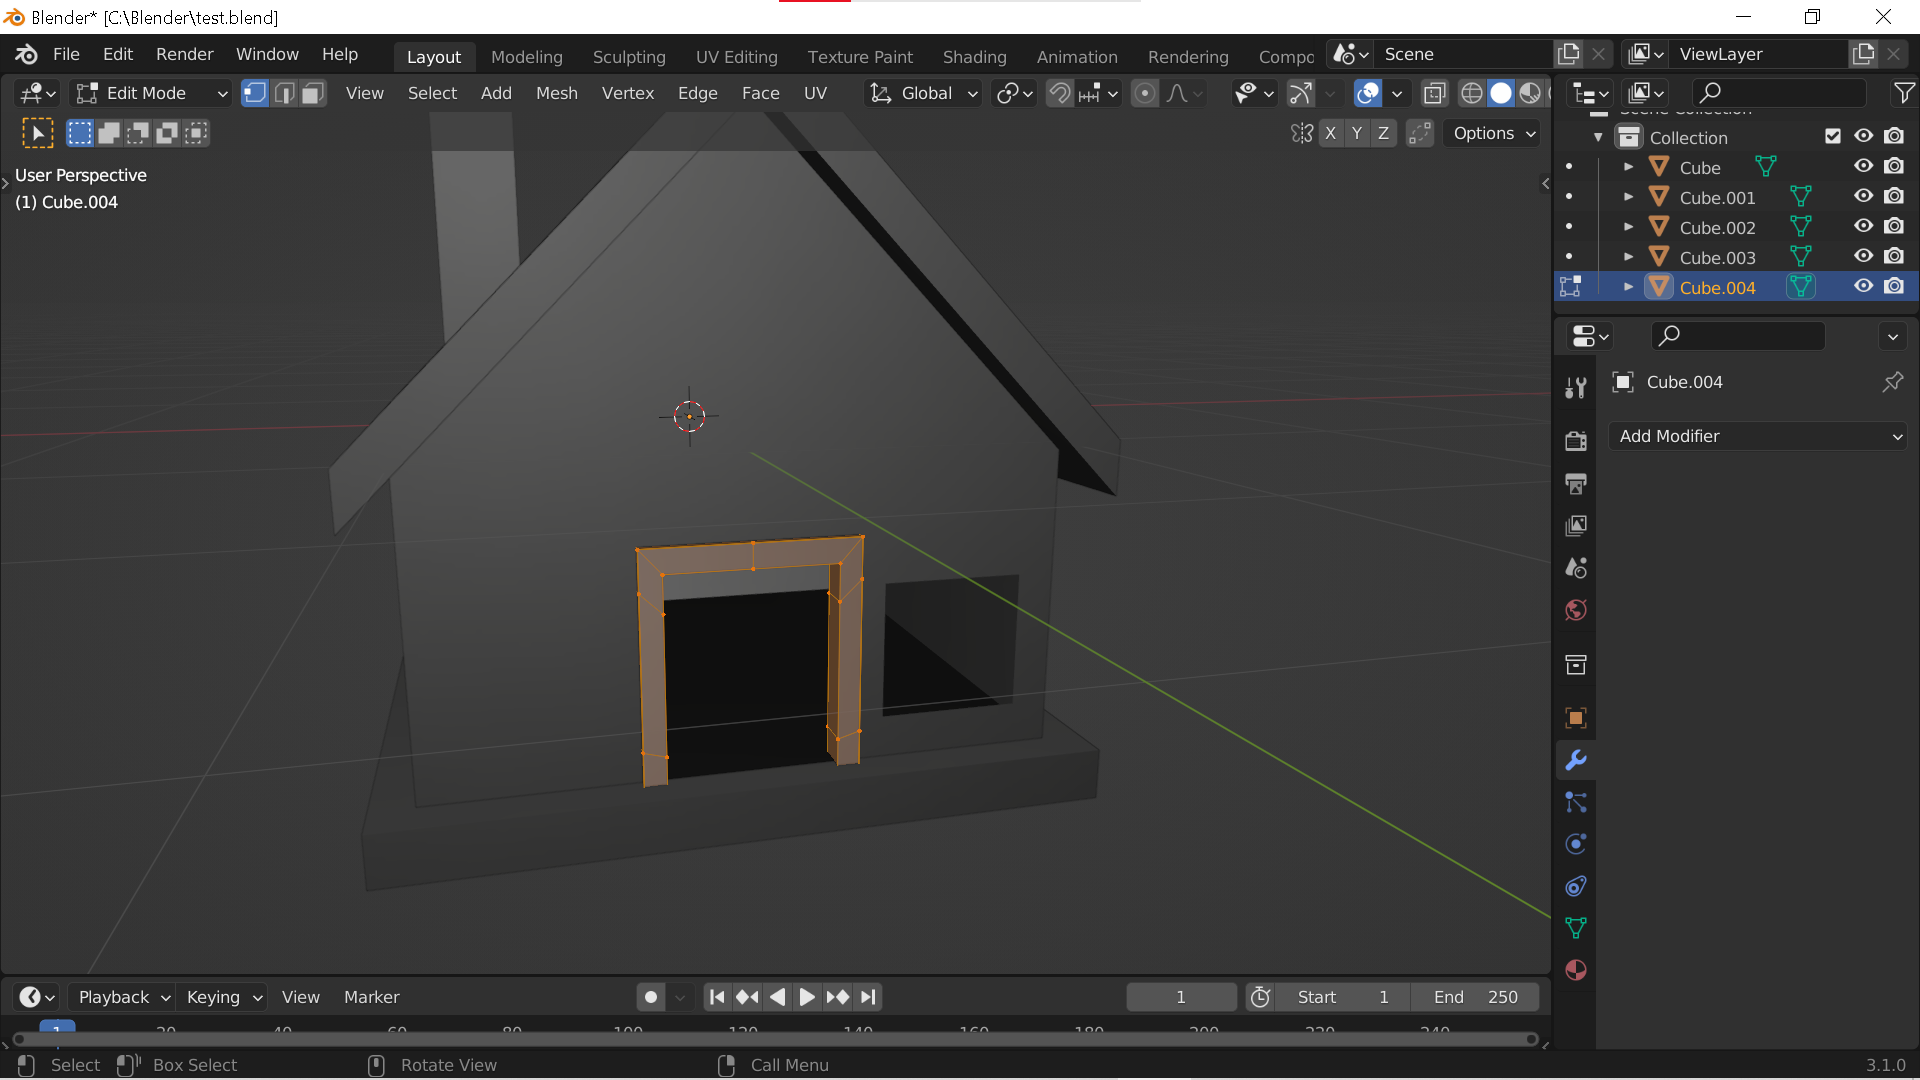 Blender* [C:\Blender\test.blend]
File Edit Render Window Help Layout Modeling Sculpting UV Editing Texture Paint Shading Animation Rendering Compo Scene ViewLayer
Edit Mode View Select Add Mesh Vertex Edge Face UV Global
X Y Z Options
User Perspective
(1) Cube.004
Scene Collection
Collection
Cube
Cube.001
Cube.002
Cube.003
Cube.004
Cube.004
Add Modifier
Playback Keying View Marker 1 Start 1 End 250
1 20 40 60 80 100 120 140 160 180 200 220 240
Select Box Select Rotate View Call Menu 3.1.0